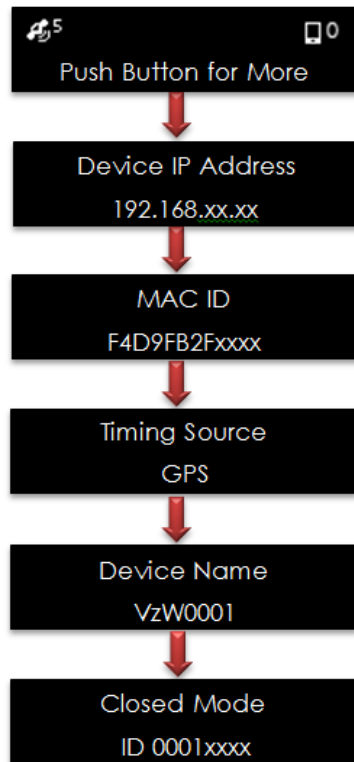 5 0
Push Button for More
Device IP Address
192.168.xx.xx
MAC ID
F4D9FB2Fxxxx
Timing Source
GPS
Device Name
VzW0001
Closed Mode
ID 0001xxxx